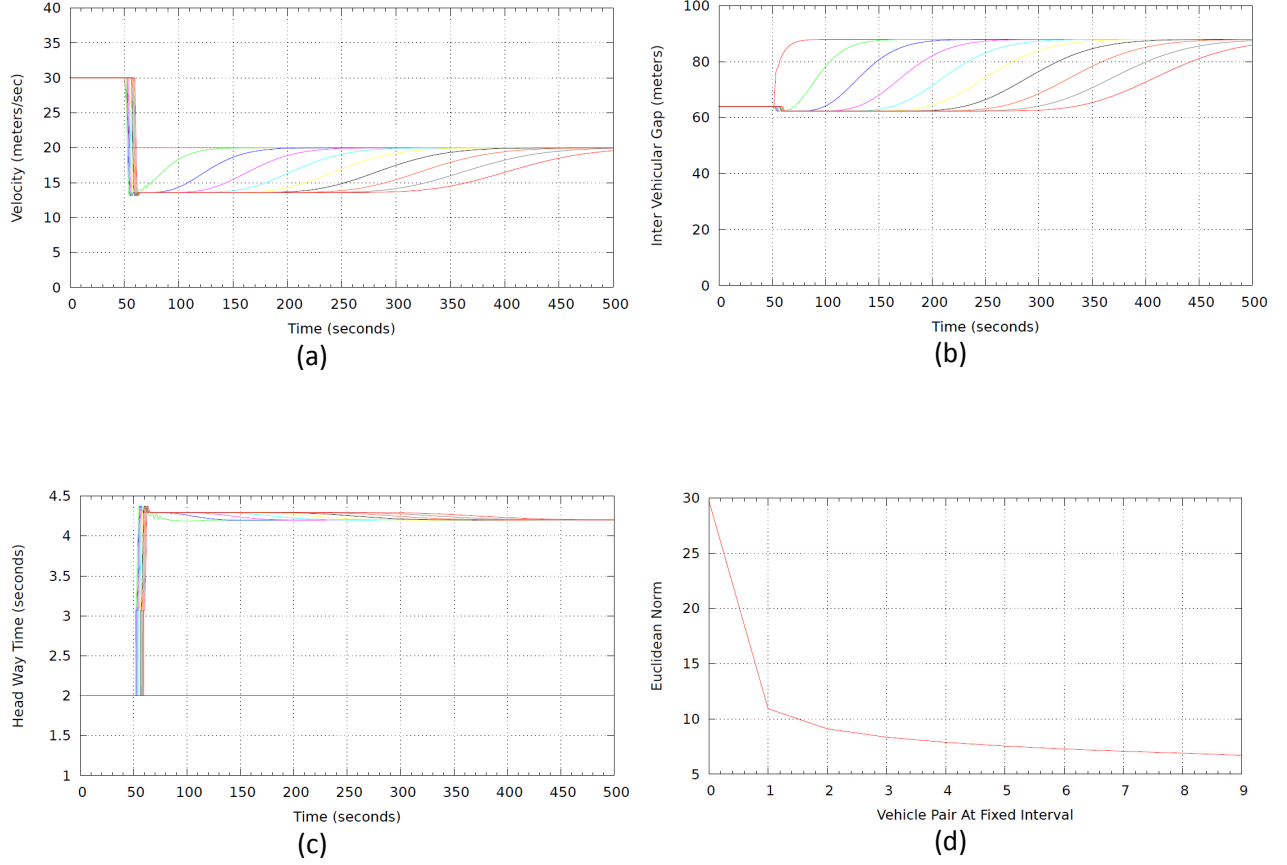 40
35
30
25
20
15
10
5
0
Velocity (meters/sec)
0 50 100 150 200 250 300 350 400 450 500
Time (seconds)
(a)
100
80
60
40
20
0
Inter Vehicular Gap (meters)
0 50 100 150 200 250 300 350 400 450 500
Time (seconds)
(b)
4.5
4
3.5
3
2.5
2
1.5
1
Head Way Time (seconds)
0 50 100 150 200 250 300 350 400 450 500
Time (seconds)
(c)
30
25
20
15
10
5
Euclidean Norm
0 1 2 3 4 5 6 7 8 9
Vehicle Pair At Fixed Interval
(d)